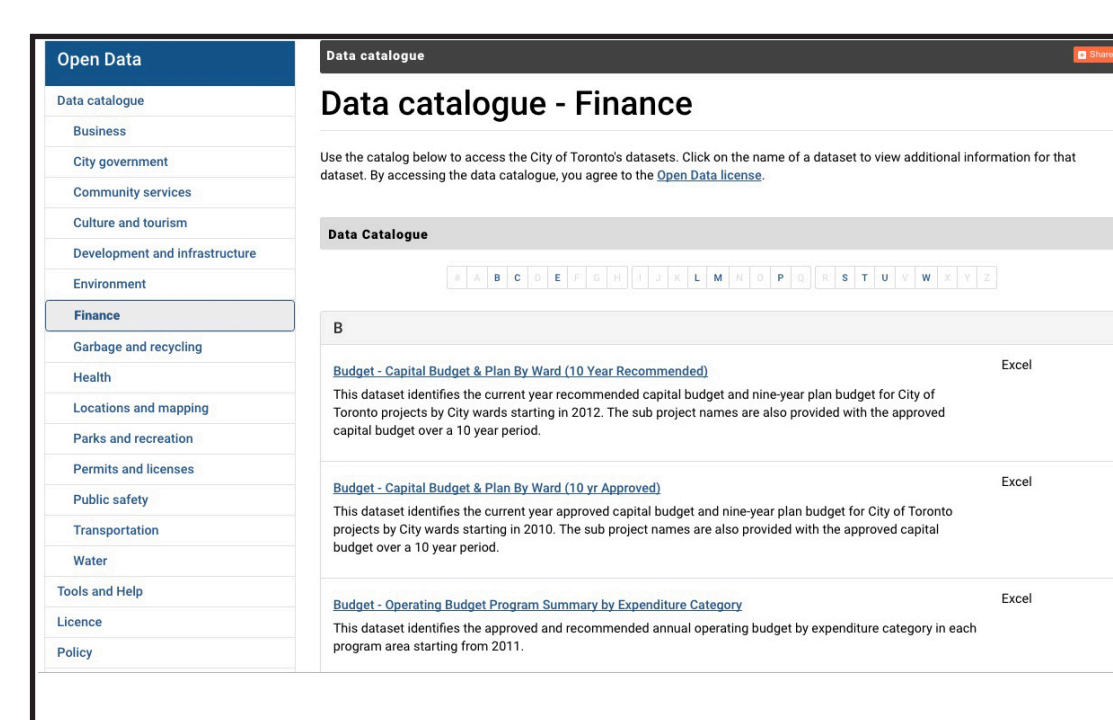 Open Data
Data catalogue
Business
City government
Community services
Culture and tourism
Development and infrastructure
Environment
Finance
Garbage and recycling
Health
Locations and mapping
Parks and recreation
Permits and licenses
Public safety
Transportation
Water
Tools and Help
Licence
Policy
Data catalogue
Share
Data catalogue - Finance
Use the catalog below to access the City of Toronto's datasets. Click on the name of a dataset to view additional information for that
dataset. By accessing the data catalogue, you agree to the Open Data license.
Data Catalogue
# A B C D E F G H I J K L M N O P Q R S T U V W X Y Z
B
Budget - Capital Budget & Plan By Ward (10 Year Recommended)
Excel
This dataset identifies the current year recommended capital budget and nine-year plan budget for City of
Toronto projects by City wards starting in 2012. The sub project names are also provided with the approved
capital budget over a 10 year period.
Budget - Capital Budget & Plan By Ward (10 yr Approved)
Excel
This dataset identifies the current year approved capital budget and nine-year plan budget for City of Toronto
projects by City wards starting in 2010. The sub project names are also provided with the approved capital
budget over a 10 year period.
Budget - Operating Budget Program Summary by Expenditure Category
Excel
This dataset identifies the approved and recommended annual operating budget by expenditure category in each
program area starting from 2011.